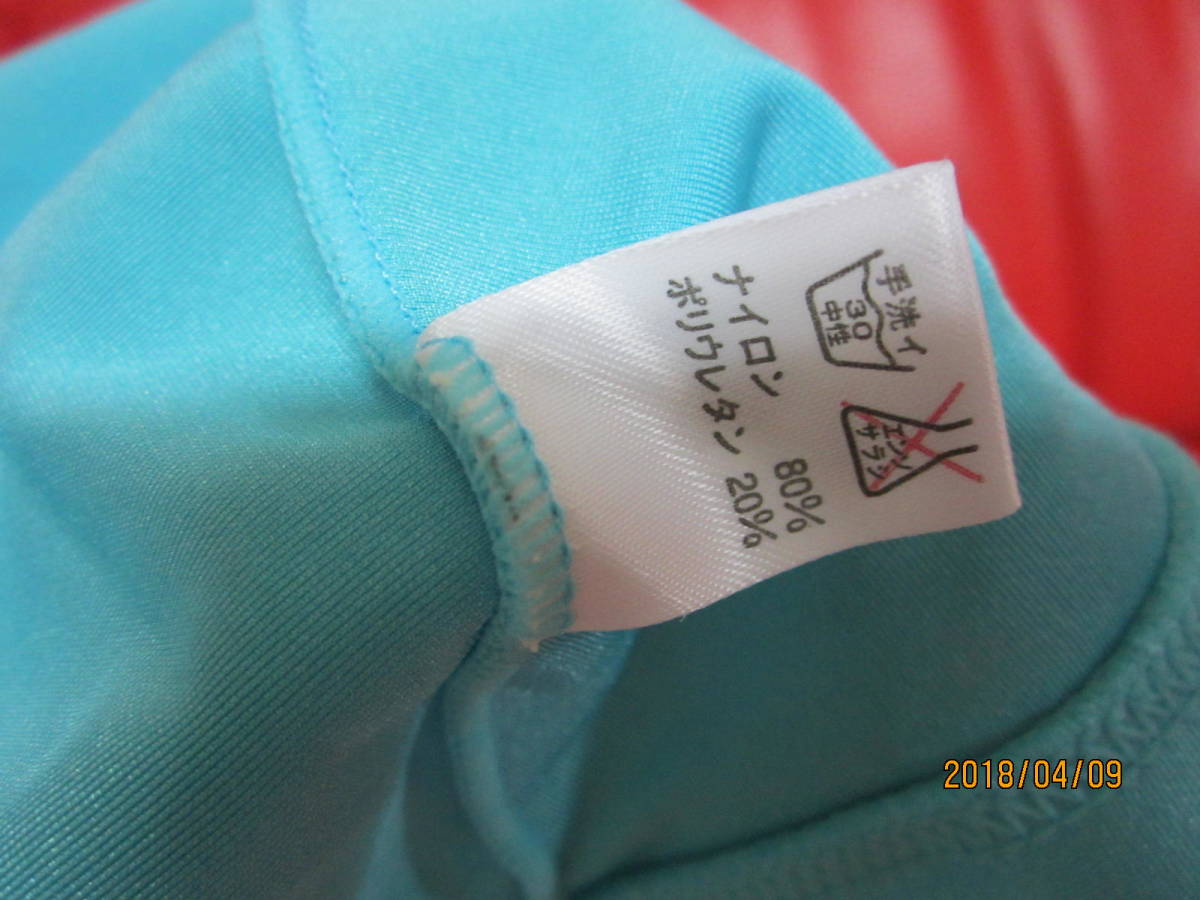 手洗イ
30
中性
エンソ
サラシ
ナイロン 80%
ポリウレタン 20%
2018/04/09